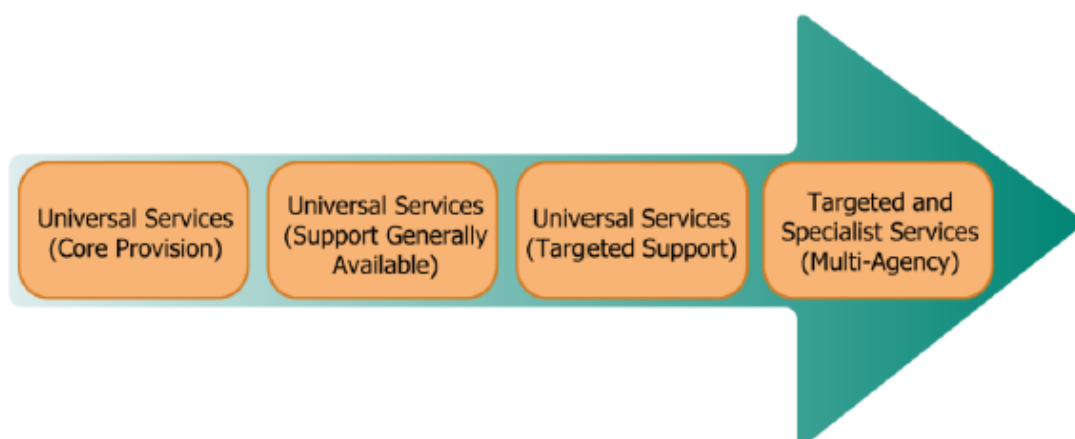 Universal Services
(Core Provision)
Universal Services
(Support Generally
Available)
Universal Services
(Targeted Support)
Targeted and
Specialist Services
(Multi-Agency)